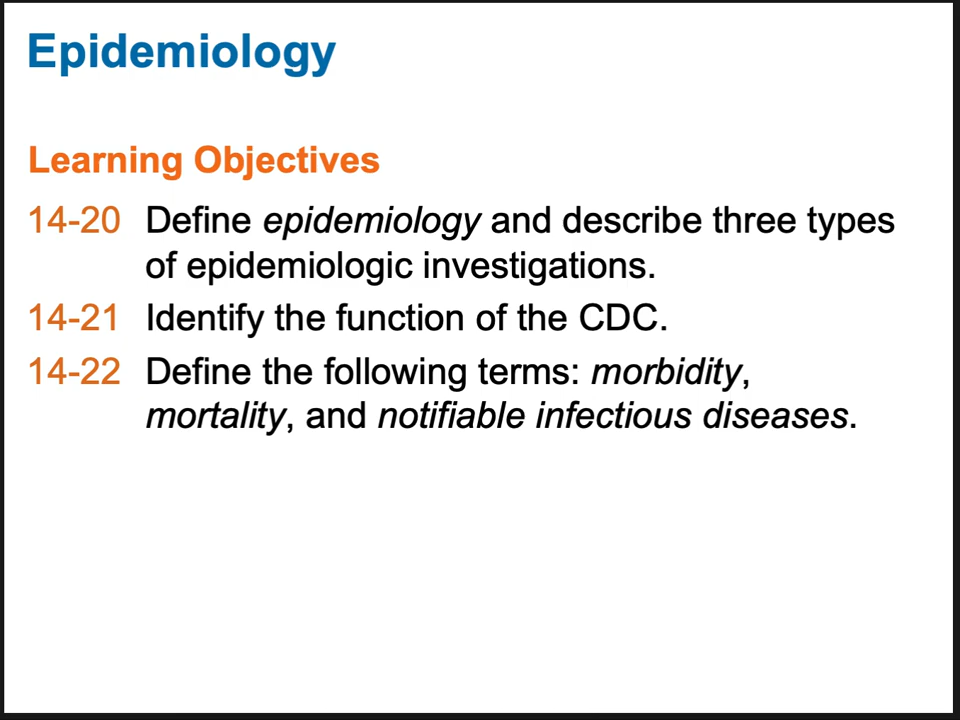 Epidemiology
Learning Objectives
14-20 Define epidemiology and describe three types
of epidemiologic investigations.
14-21 Identify the function of the CDC.
14-22 Define the following terms: morbidity,
mortality, and notifiable infectious diseases.